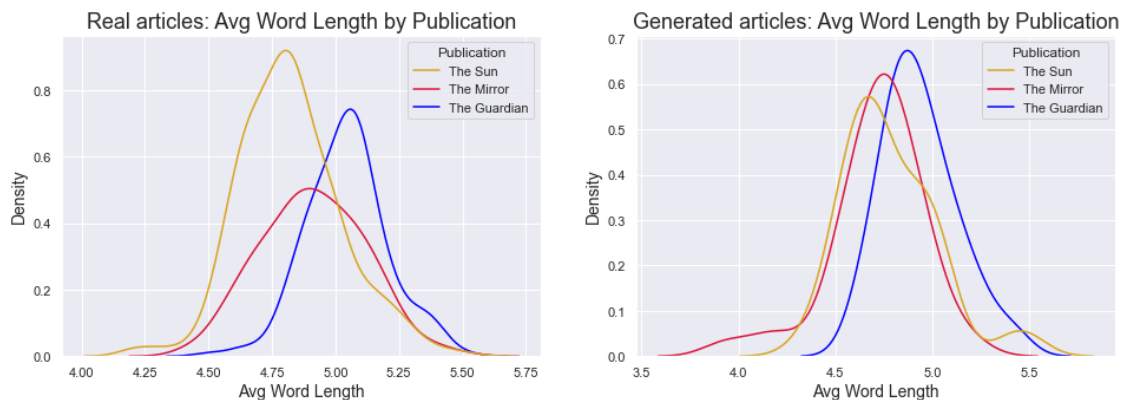 Real articles: Avg Word Length by Publication
Density
0.8
0.6
0.4
0.2
0.0
4.00 4.25 4.50 4.75 5.00 5.25 5.50 5.75
Avg Word Length
Publication
The Sun
The Mirror
The Guardian
Generated articles: Avg Word Length by Publication
Density
0.7
0.6
0.5
0.4
0.3
0.2
0.1
0.0
3.5 4.0 4.5 5.0 5.5
Avg Word Length
Publication
The Sun
The Mirror
The Guardian